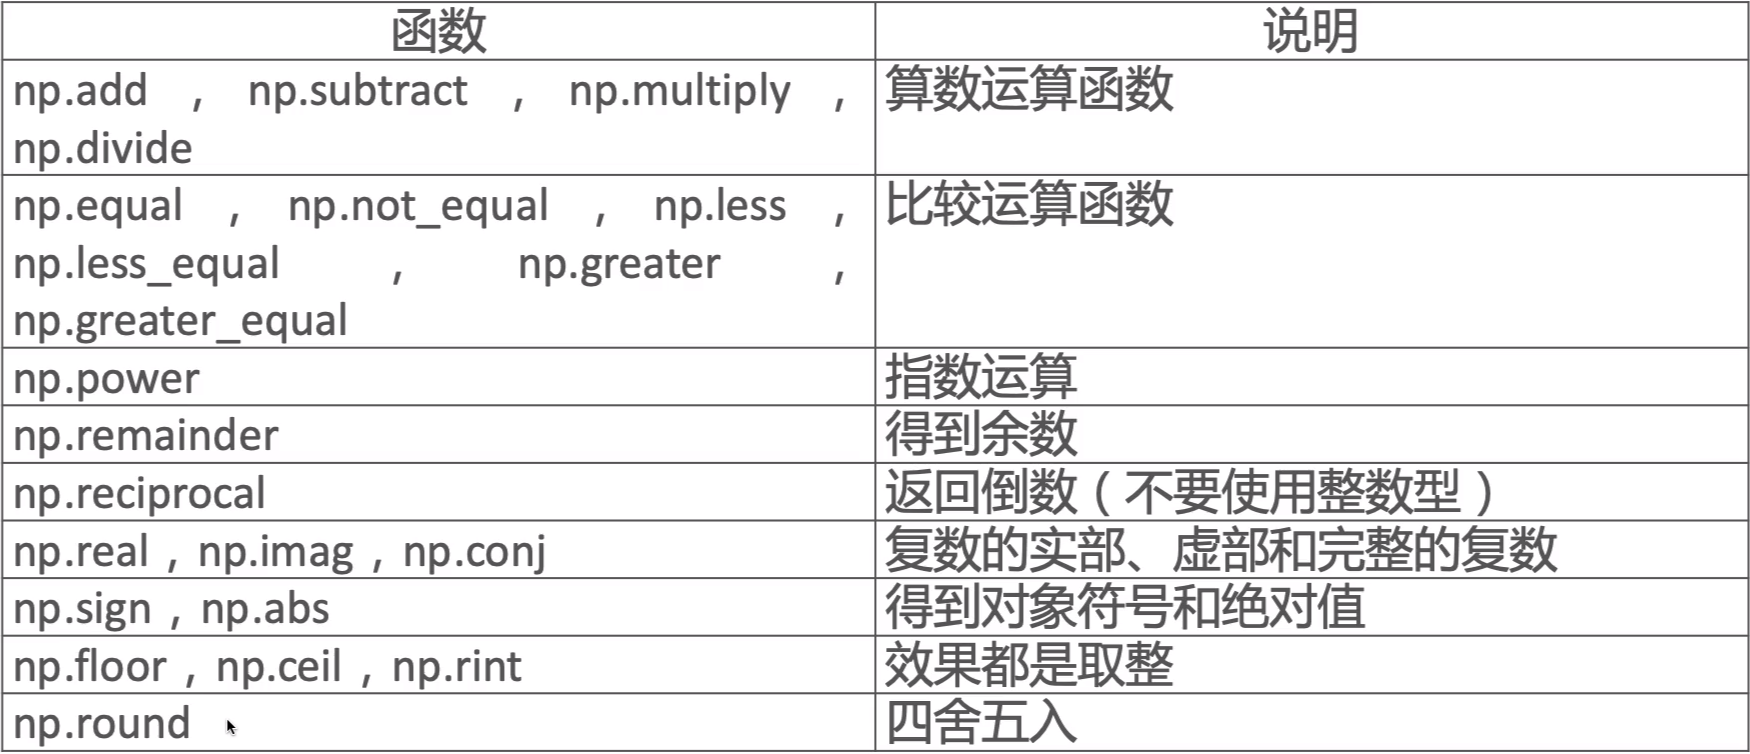 函数 说明
np.add , np.subtract , np.multiply , 算数运算函数
np.divide
np.equal , np.not_equal , np.less , 比较运算函数
np.less_equal , np.greater ,
np.greater_equal
np.power 指数运算
np.remainder 得到余数
np.reciprocal 返回倒数（不要使用整数型）
np.real , np.imag , np.conj 复数的实部、虚部和完整的复数
np.sign , np.abs 得到对象符号和绝对值
np.floor , np.ceil , np.rint 效果都是取整
np.round 四舍五入